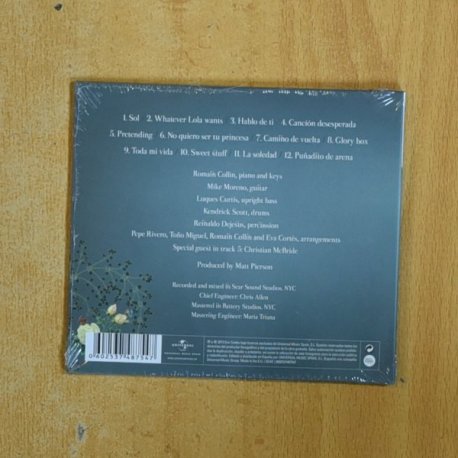 1. Sol 2. Whatever Lola wants 3. Hablo de ti 4. Canción desesperada
5. Pretending 6. No quiero ser tu princesa 7. Camino de vuelta 8. Glory box
9. Toda mi vida 10. Sweet stuff 11. La soledad 12. Puñadito de arena
Romain Collin, piano and keys
Mike Moreno, guitar
Luques Curtis, upright bass
Kendrick Scott, drums
Reinaldo Dejesus, percussion
Pepe Rivero, Toño Miguel, Romain Collin and Eva Cortés, arrangements
Special guest in track 5: Christian McBride
Produced by Matt Pierson
Recorded and mixed in Sear Sound Studios, NYC
Chief Engineer: Chris Allen
Mastered in Battery Studios, NYC
Mastering Engineer: Maria Triana
UNIVERSAL
0 602537 487547